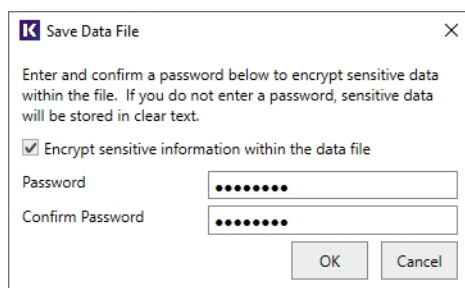 Save Data File
Enter and confirm a password below to encrypt sensitive data
within the file.  If you do not enter a password, sensitive data
will be stored in clear text.
Encrypt sensitive information within the data file
Password ••••••••
Confirm Password ••••••••
OK Cancel